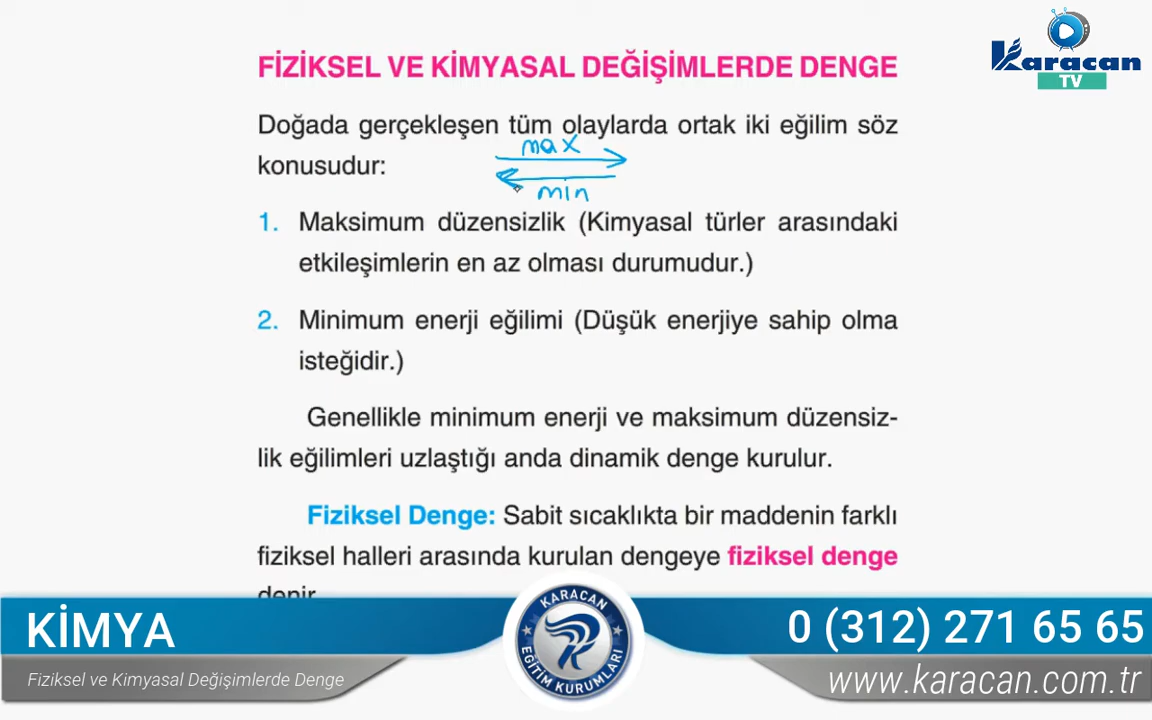 Karacan
TV
FİZİKSEL VE KİMYASAL DEĞİŞİMLERDE DENGE
Doğada gerçekleşen tüm olaylarda ortak iki eğilim söz
konusudur:
max
min
1. Maksimum düzensizlik (Kimyasal türler arasındaki
etkileşimlerin en az olması durumudur.)
2. Minimum enerji eğilimi (Düşük enerjiye sahip olma
isteğidir.)
Genellikle minimum enerji ve maksimum düzensiz-
lik eğilimleri uzlaştığı anda dinamik denge kurulur.
Fiziksel Denge: Sabit sıcaklıkta bir maddenin farklı
fiziksel halleri arasında kurulan dengeye fiziksel denge
denir.
KİMYA
Fiziksel ve Kimyasal Değişimlerde Denge
KARACAN
EĞİTİM KURUMLARI
0 (312) 271 65 65
www.karacan.com.tr